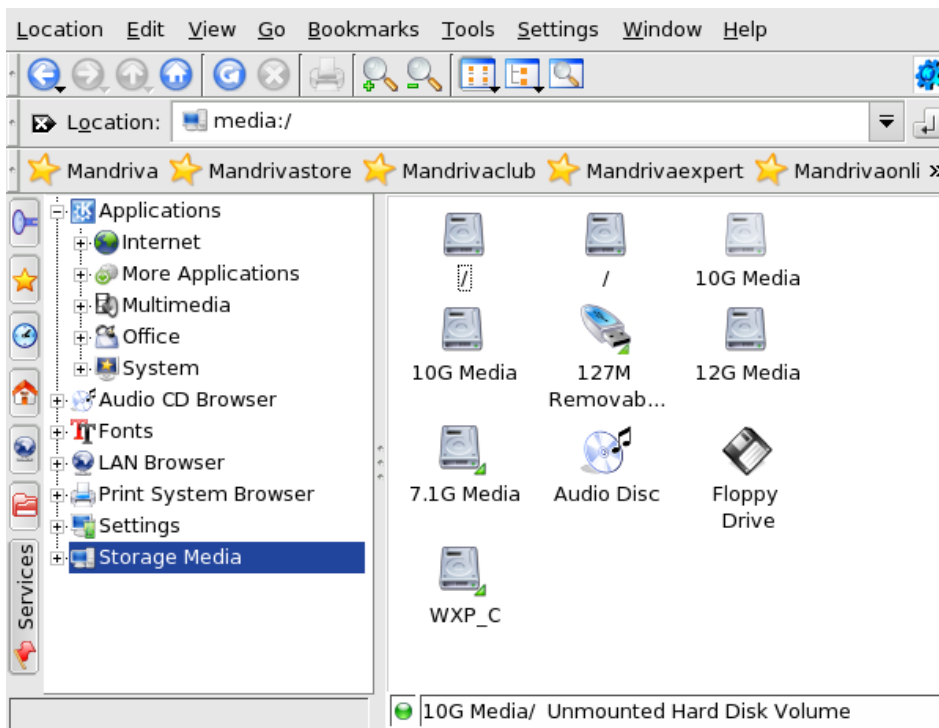 Location Edit View Go Bookmarks Tools Settings Window Help
Location: media:/
Mandriva Mandrivastore Mandrivaclub Mandrivaexpert Mandrivaonli »
Applications
Internet
More Applications
Multimedia
Office
System
Audio CD Browser
Fonts
LAN Browser
Print System Browser
Settings
Storage Media
Services
/ / 10G Media
10G Media 127M Removab... 12G Media
7.1G Media Audio Disc Floppy Drive
WXP_C
10G Media/ Unmounted Hard Disk Volume